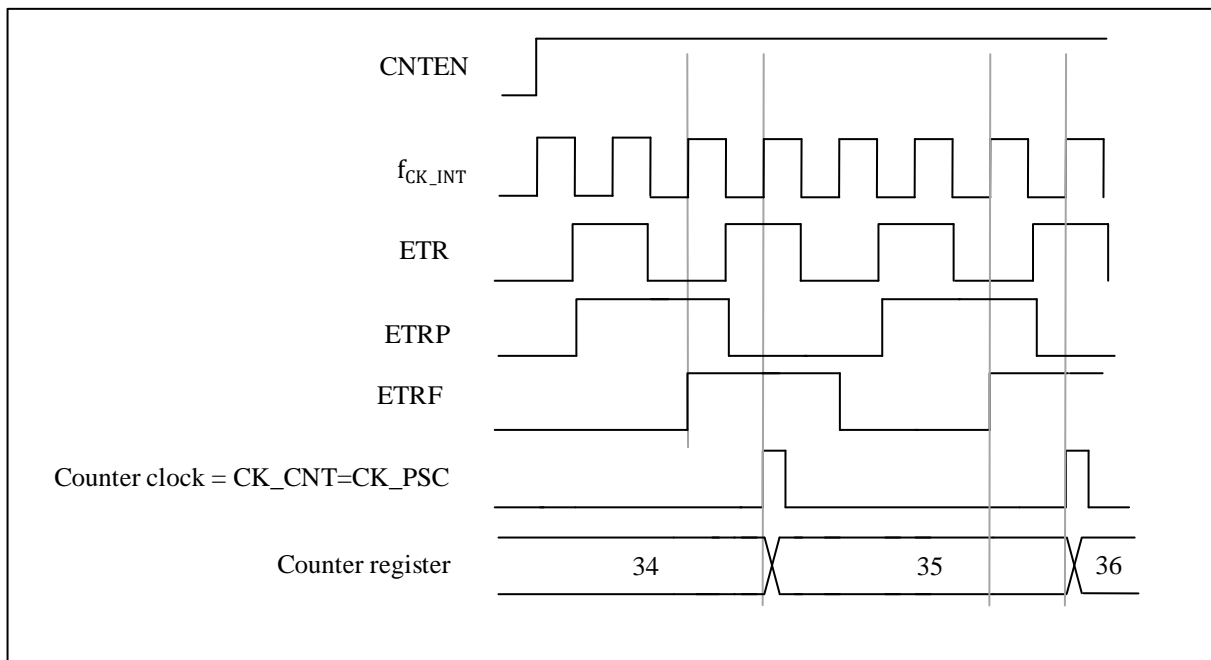 CNTEN
fCK_INT
ETR
ETRP
ETRF
Counter clock = CK_CNT=CK_PSC
Counter register 34 35 36